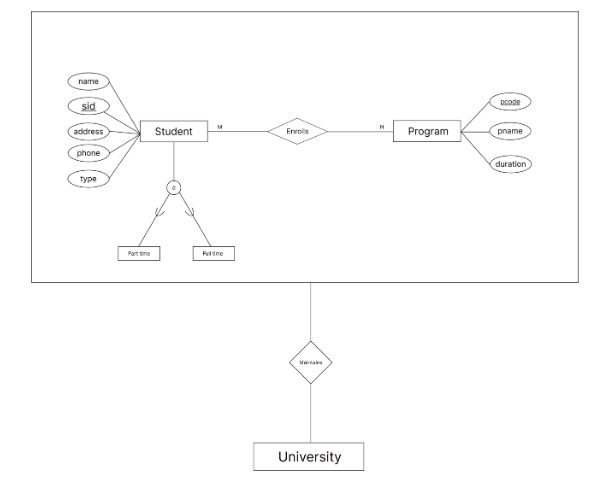 name
sid
address
phone
type
Student
M
Enrolls
N
Program
pcode
pname
duration
d
Part time
Full time
Maintains
University